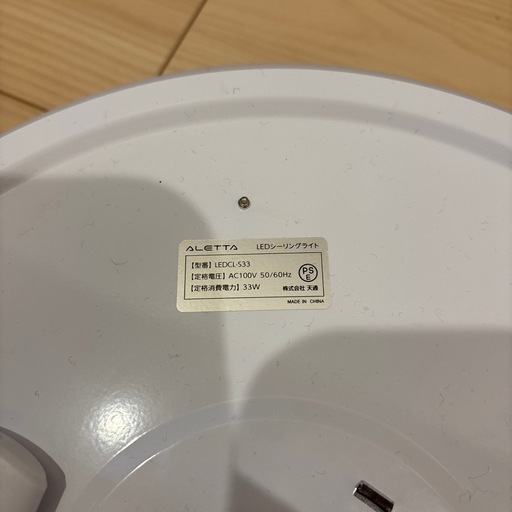 ALETTA LEDシーリングライト
【型番】LEDCL-S33
【定格電圧】AC100V 50/60Hz
【定格消費電力】33W
PS
E
株式会社 天通
MADE IN CHINA